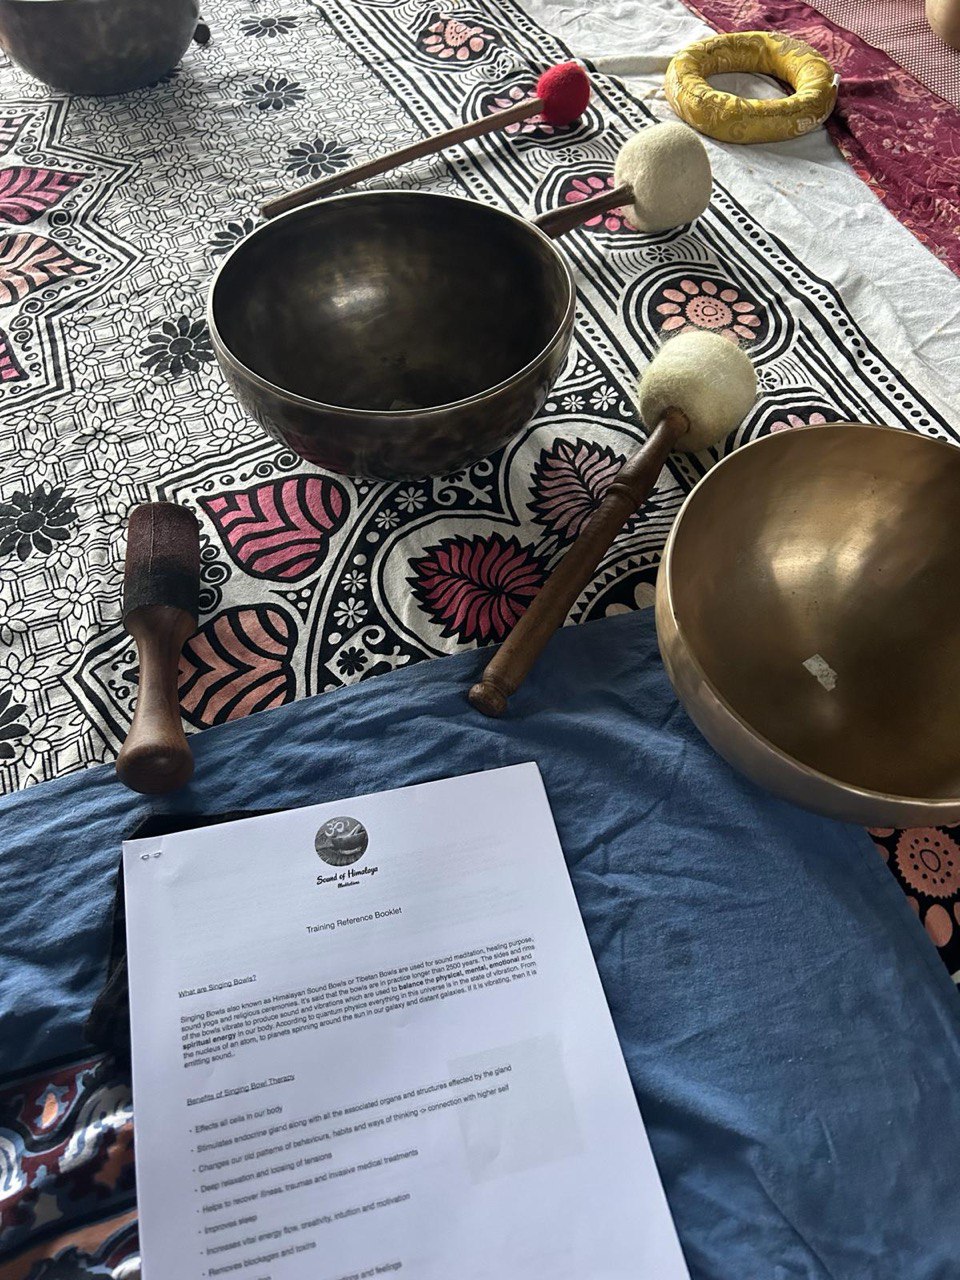 ॐ
Sound of Himalaya
Meditations
Training Reference Booklet
What are Singing Bowls?
Singing Bowls also known as Himalayan Sound Bowls or Tibetan Bowls are used for sound meditation, healing purpose,
sound yoga and religious ceremonies. It's said that the bowls are in practice longer than 2500 years. The sides and rims
of the bowls vibrate to produce sound and vibrations which are used to balance the physical, mental, emotional and
spiritual energy in our body. According to quantum physics everything in this universe is in the state of vibration. From
the nucleus of an atom, to planets spinning around the sun in our galaxy and distant galaxies. If it is vibrating, then it is
emitting sound..
Benefits of Singing Bowl Therapy
- Effects all cells in our body
- Stimulates endocrine gland along with all the associated organs and structures effected by the gland
- Changes our old patterns of behaviours, habits and ways of thinking -> connection with higher self
- Deep relaxation and loosing of tensions
- Helps to recover illness, traumas and invasive medical treatments
- Improves sleep
- Increases vital energy flow, creativity, intuition and motivation
- Removes blockages and toxins
and feelings